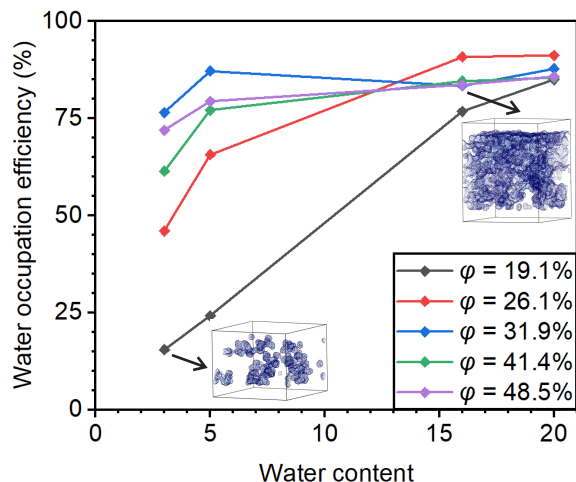 Water occupation efficiency (%)
100
75
50
25
0
0
5
10
15
20
Water content
φ = 19.1%
φ = 26.1%
φ = 31.9%
φ = 41.4%
φ = 48.5%